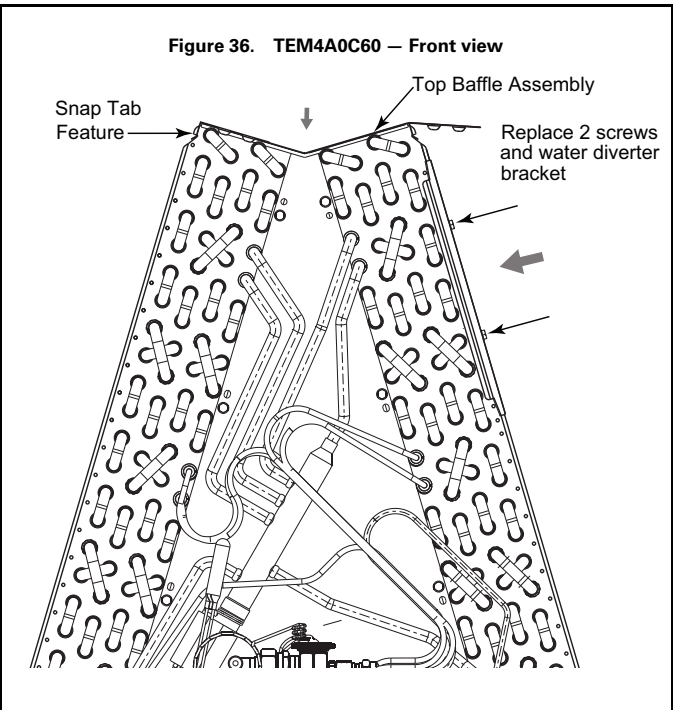 Figure 36. TEM4A0C60 — Front view
Top Baffle Assembly
Snap Tab
Feature
Replace 2 screws
and water diverter
bracket